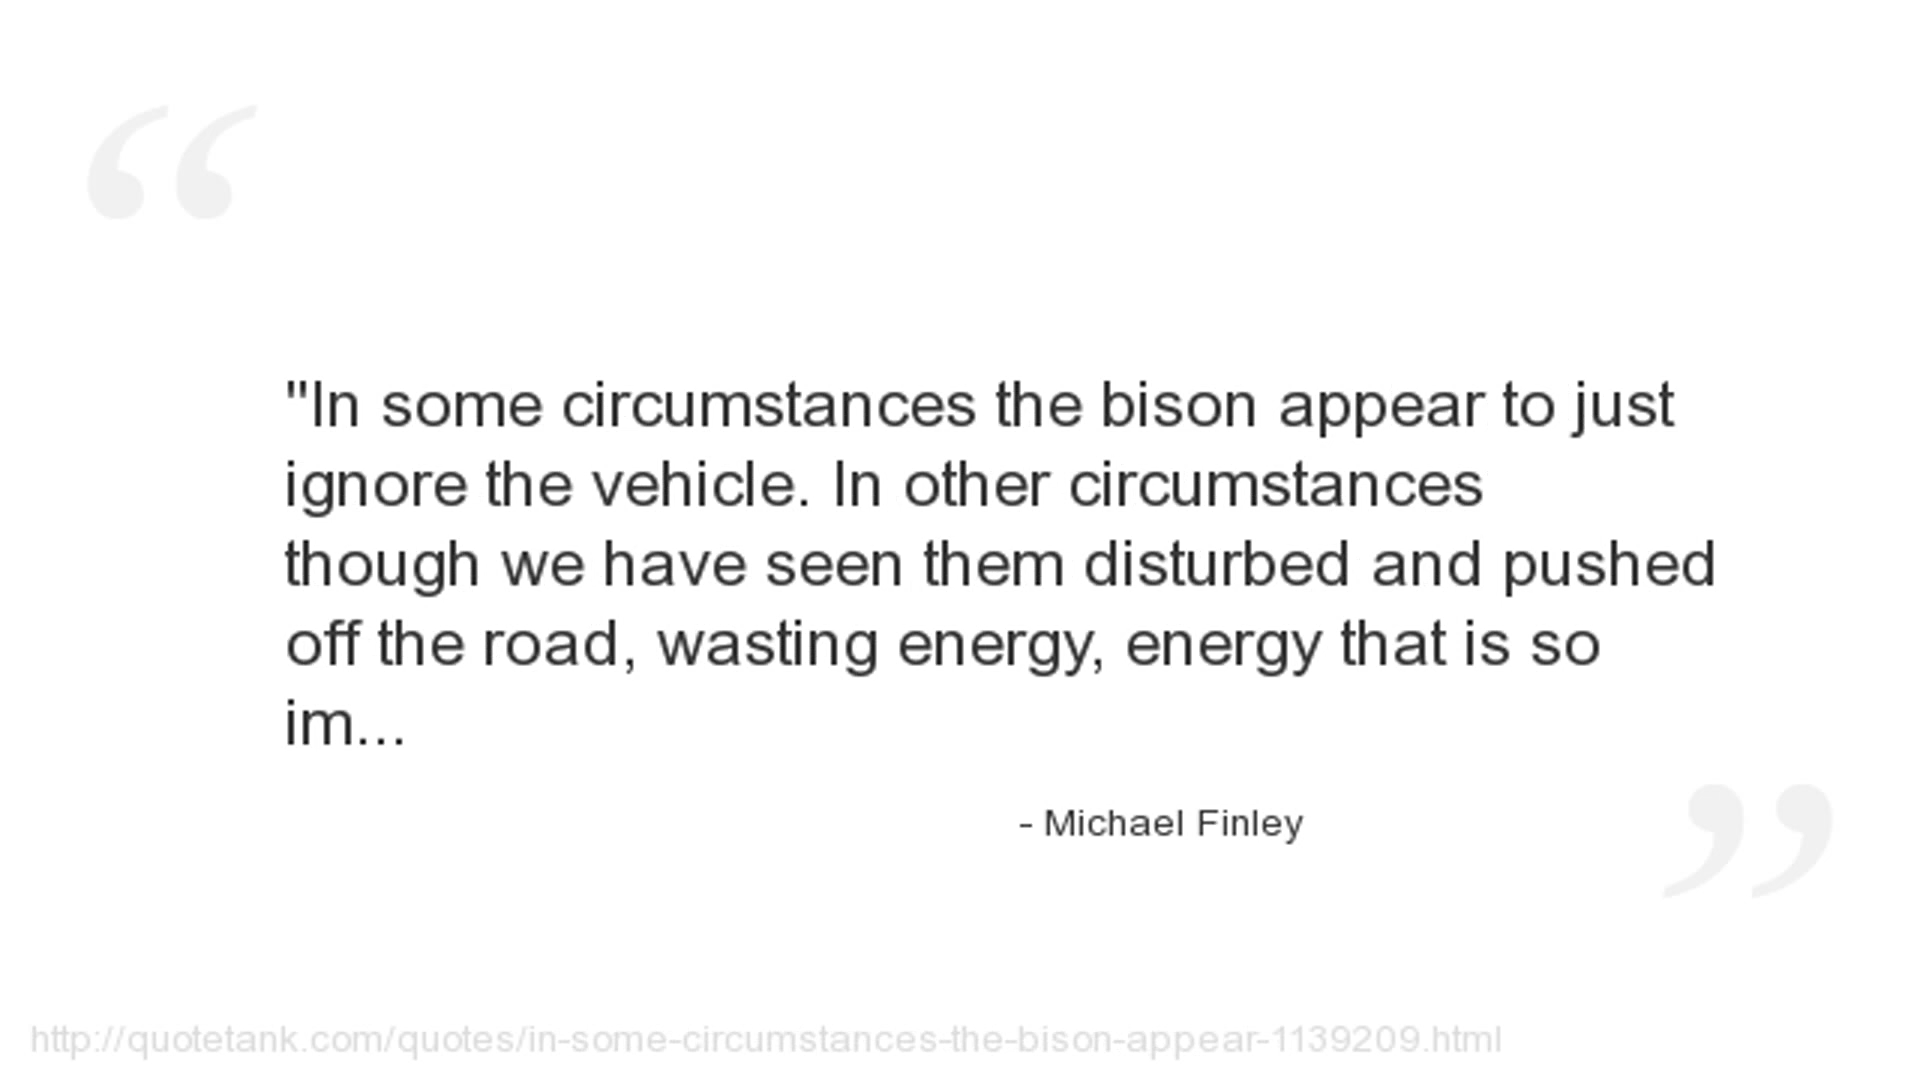 "In some circumstances the bison appear to just
ignore the vehicle. In other circumstances
though we have seen them disturbed and pushed
off the road, wasting energy, energy that is so
im...
- Michael Finley
http://quotetank.com/quotes/in-some-circumstances-the-bison-appear-1139209.html